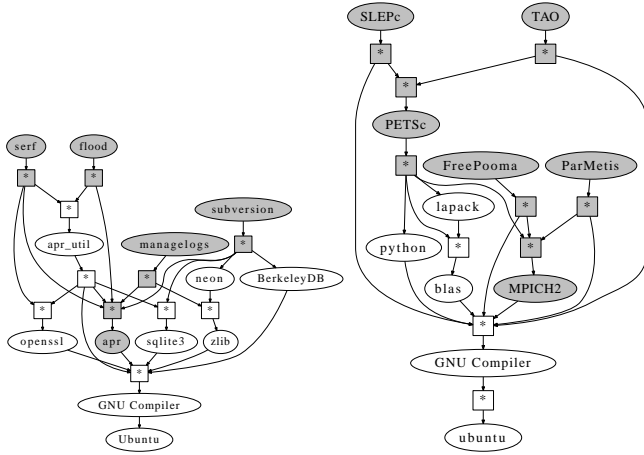 SLEPc TAO
* *
*
PETSc
serf flood
* FreePooma ParMetis
* *
lapack
* *
subversion
*
apr_util
managelogs
*
python
*
*
neon BerkeleyDB
* *
blas MPICH2
* * * *
openssl apr sqlite3 zlib
*
*
GNU Compiler
GNU Compiler
*
Ubuntu
ubuntu